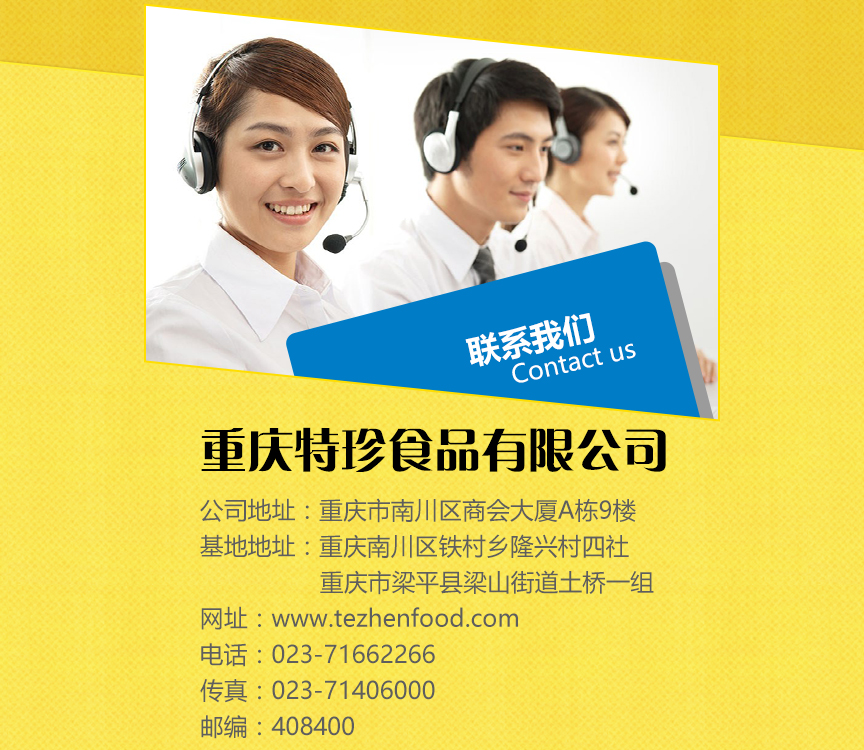 联系我们
Contact us
重庆特珍食品有限公司
公司地址：重庆市南川区商会大厦A栋9楼
基地地址：重庆南川区铁村乡隆兴村四社
重庆市梁平县梁山街道土桥一组
网址：www.tezhenfood.com
电话：023-71662266
传真：023-71406000
邮编：408400